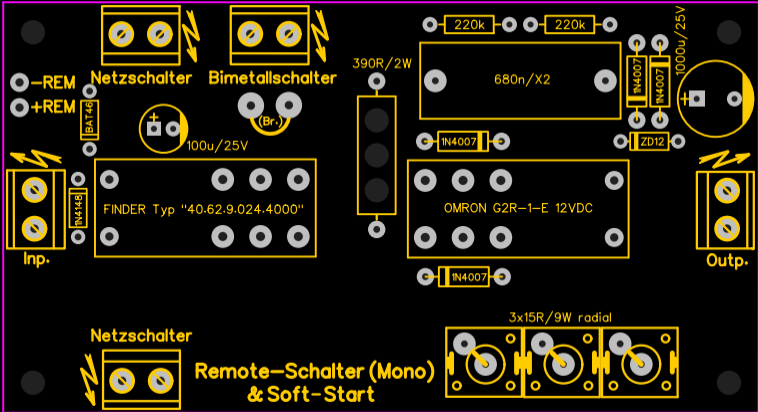 220k
220k
390R/2W
Netzschalter
Bimetallschalter
680n/X2
1N4007
1N4007
1000u/25V
−REM
+REM
BAT46
+
100u/25V
(Br.)
+
1N4007
ZD12
1N4148
FINDER Typ "40.62.9.024.4000"
OMRON G2R-1-E 12VDC
Inp.
Outp.
1N4007
3x15R/9W radial
Netzschalter
Remote-Schalter (Mono)
& Soft-Start